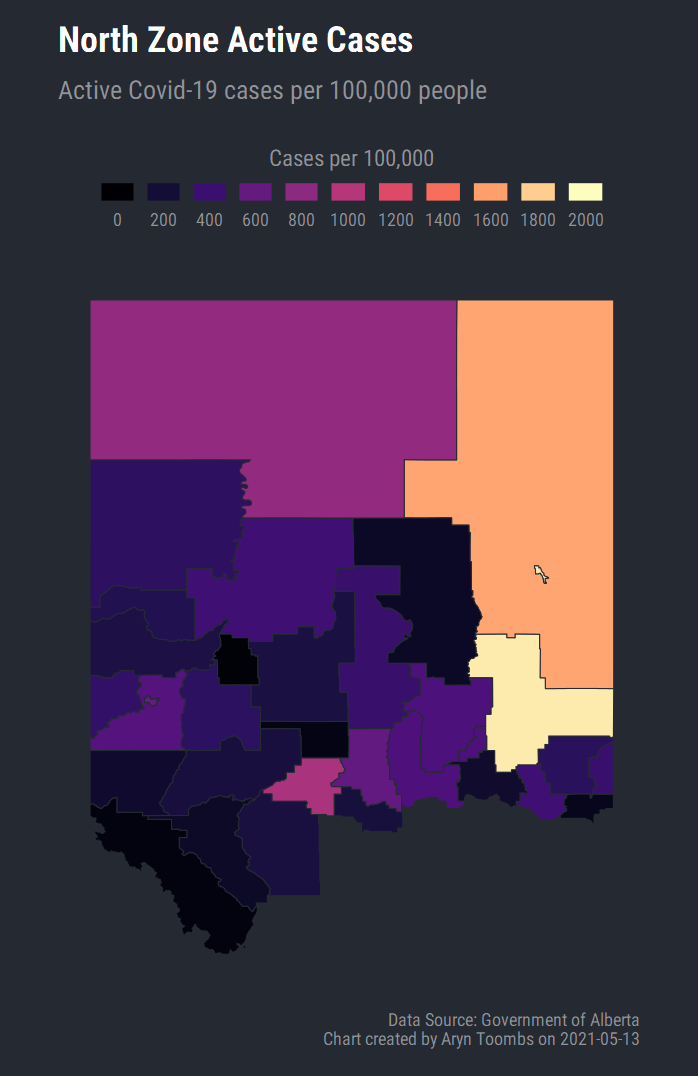 North Zone Active Cases
Active Covid-19 cases per 100,000 people
Cases per 100,000
0 200 400 600 800 1000 1200 1400 1600 1800 2000
Data Source: Government of Alberta
Chart created by Aryn Toombs on 2021-05-13